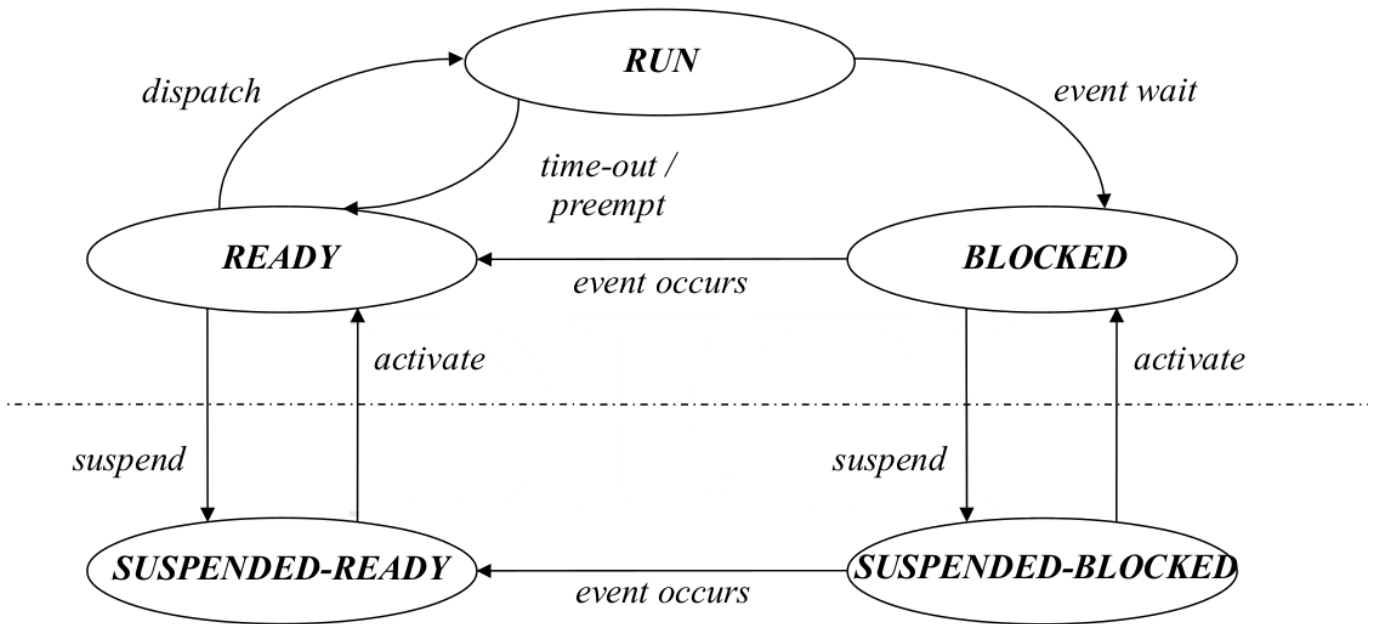 RUN
dispatch
event wait
time-out /
preempt
READY
BLOCKED
event occurs
activate
activate
suspend
suspend
SUSPENDED-READY
SUSPENDED-BLOCKED
event occurs